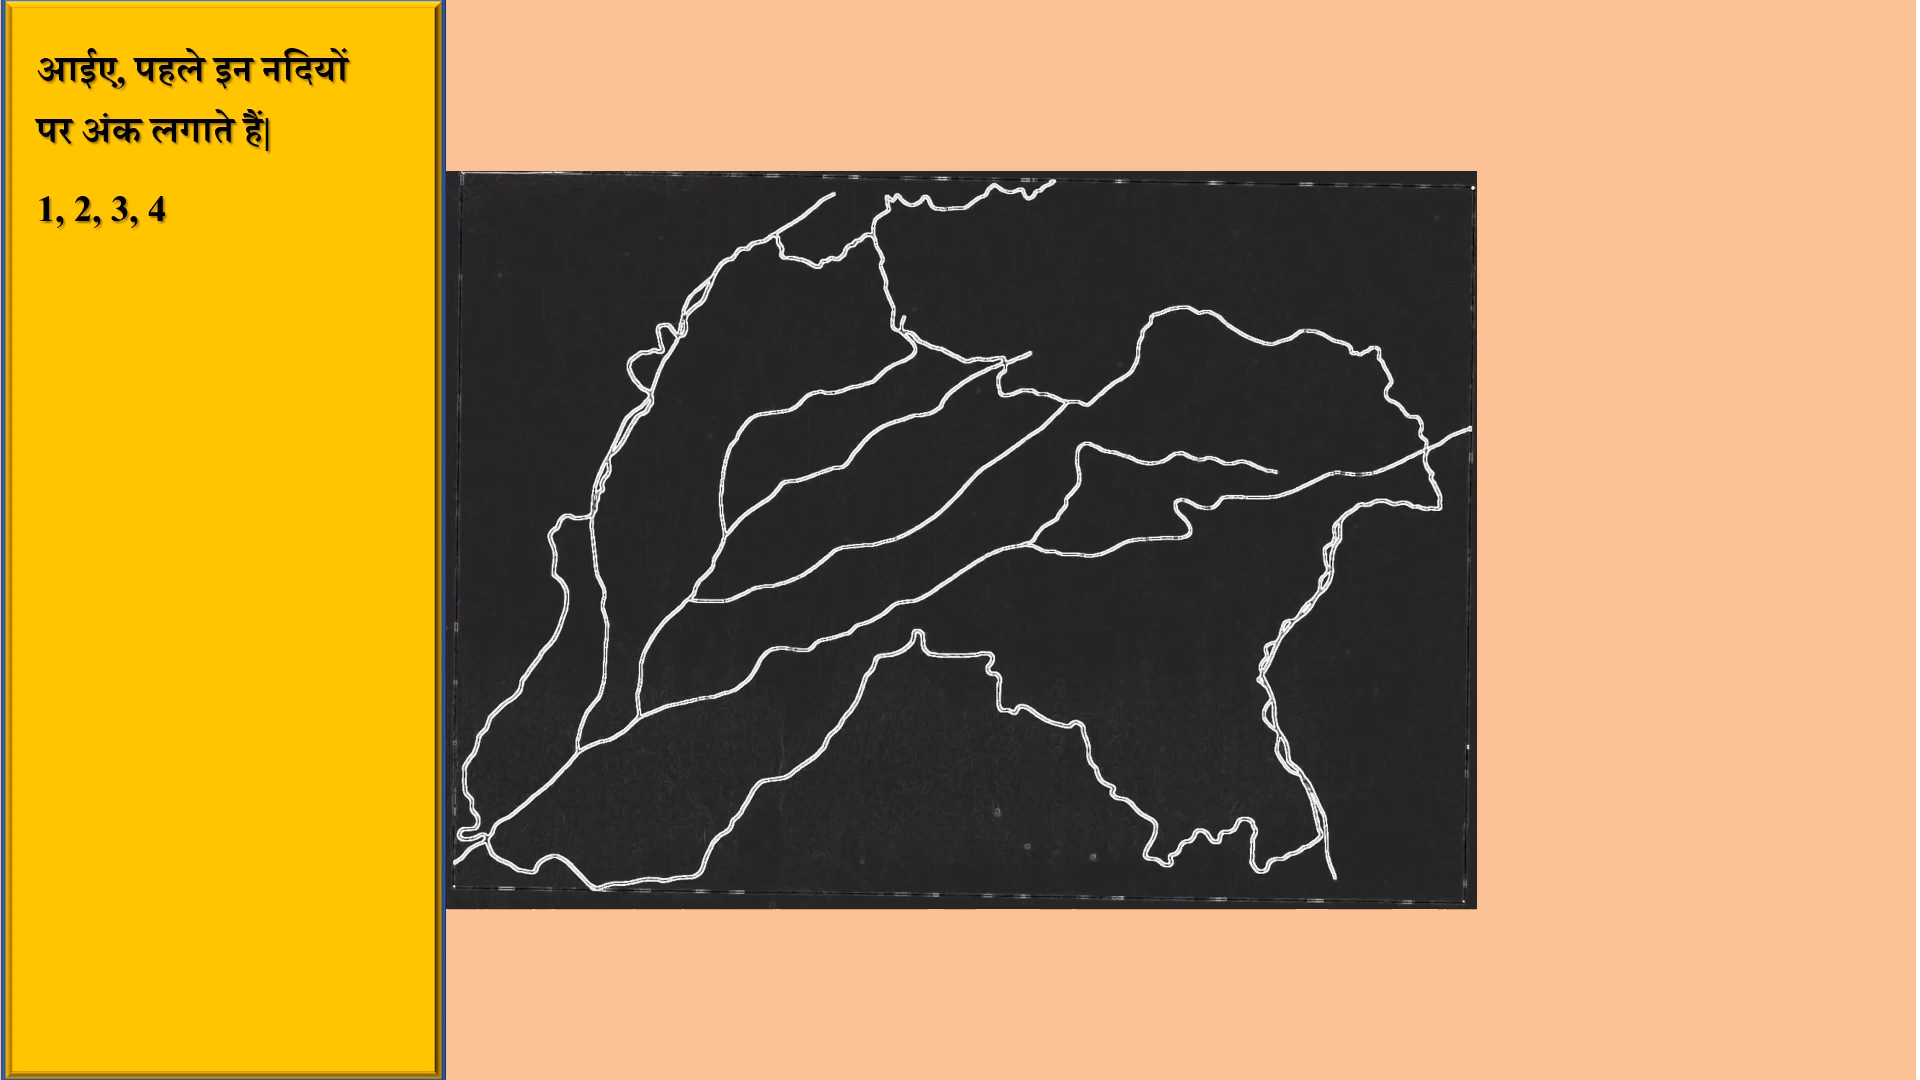 आईए, पहले इन नदियों
पर अंक लगाते हैं|
1, 2, 3, 4